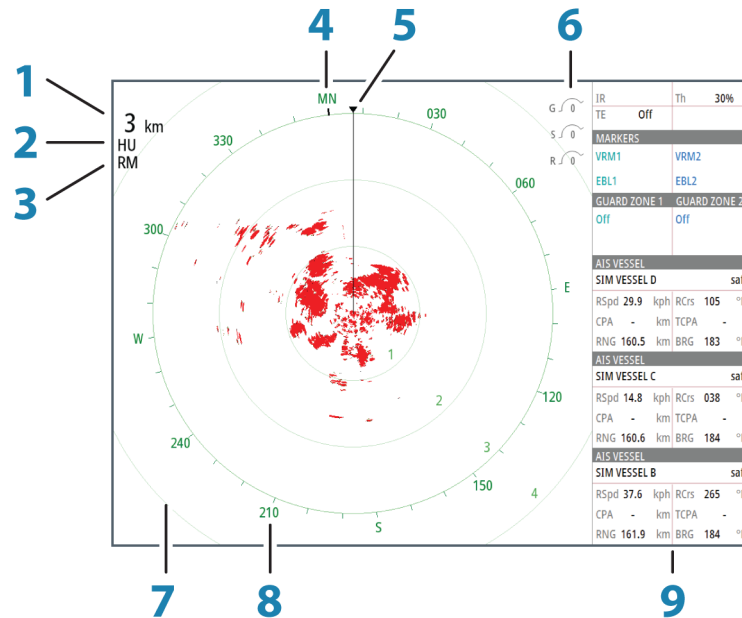 4
5
6
1
2
3
3 km
HU
RM
MN
030
060
E
120
150
S
210
240
W
300
330
1
2
3
4
G 0
S 0
R 0
IR Th 30%
TE Off
MARKERS
VRM1 VRM2
EBL1 EBL2
GUARD ZONE 1 GUARD ZONE 2
Off Off
AIS VESSEL
SIM VESSEL D
RSpd 29.9 kph RCrs 105
CPA - km TCPA -
RNG 160.5 km BRG 183
AIS VESSEL
SIM VESSEL C
RSpd 14.8 kph RCrs 038
CPA - km TCPA -
RNG 160.6 km BRG 184
AIS VESSEL
SIM VESSEL B
RSpd 37.6 kph RCrs 265
CPA - km TCPA -
RNG 161.9 km BRG 184
7
8
9